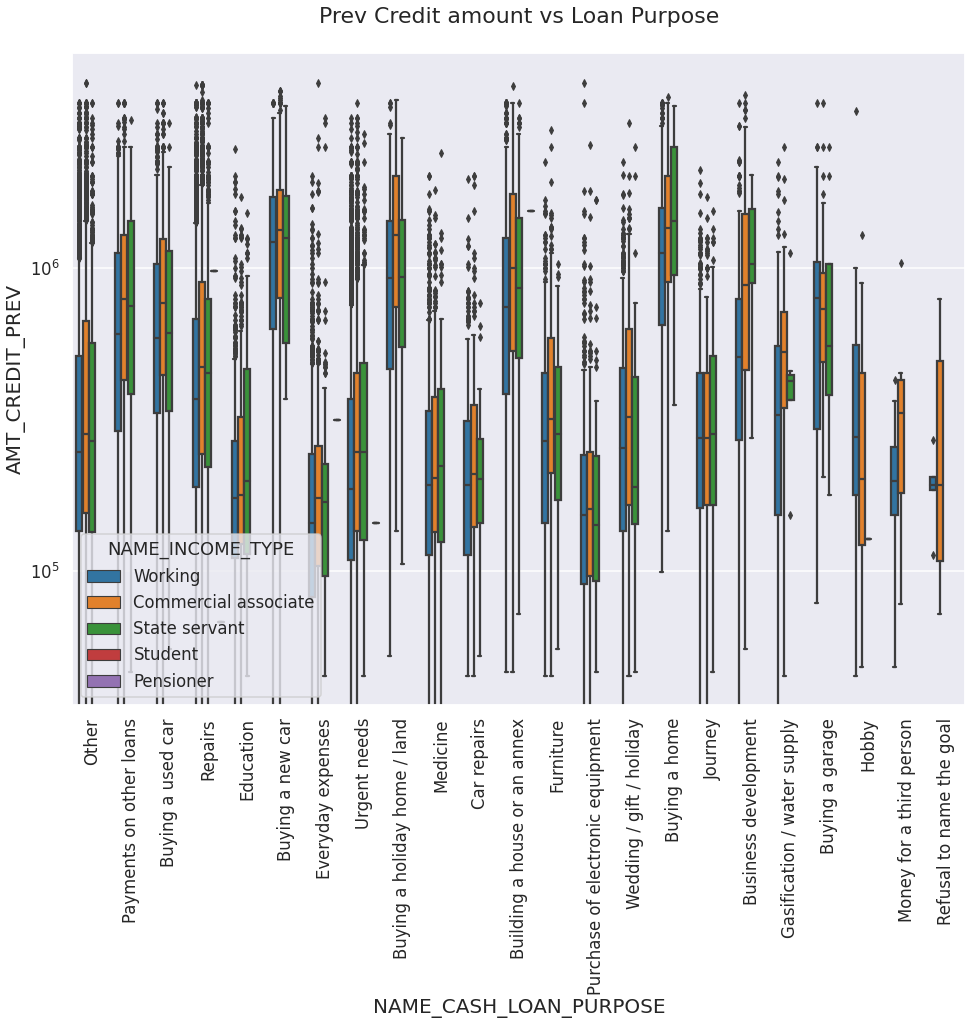 Prev Credit amount vs Loan Purpose
AMT_CREDIT_PREV
10^6
10^5
NAME_INCOME_TYPE
Working
Commercial associate
State servant
Student
Pensioner
Other
Payments on other loans
Buying a used car
Repairs
Education
Buying a new car
Everyday expenses
Urgent needs
Buying a holiday home / land
Medicine
Car repairs
Building a house or an annex
Furniture
Purchase of electronic equipment
Wedding / gift / holiday
Buying a home
Journey
Business development
Gasification / water supply
Buying a garage
Hobby
Money for a third person
Refusal to name the goal
NAME_CASH_LOAN_PURPOSE